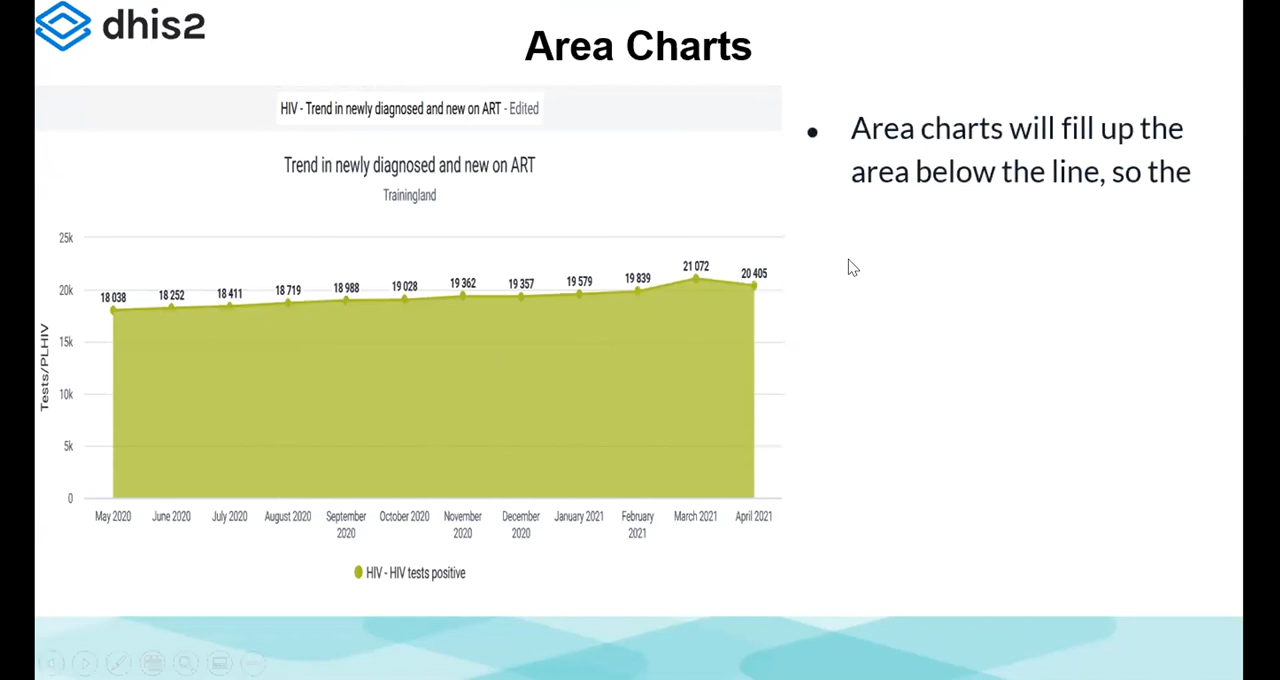 dhis2
Area Charts
HIV - Trend in newly diagnosed and new on ART - Edited
Trend in newly diagnosed and new on ART
Trainingland
Area charts will fill up the
area below the line, so the
Tests/PLHIV
25k
20k
15k
10k
5k
0
18 038
18 252
18 411
18 719
18 988
19 028
19 362
19 357
19 579
19 839
21 072
20 405
May 2020
June 2020
July 2020
August 2020
September
2020
October 2020
November
2020
December
2020
January 2021
February
2021
March 2021
April 2021
HIV - HIV tests positive